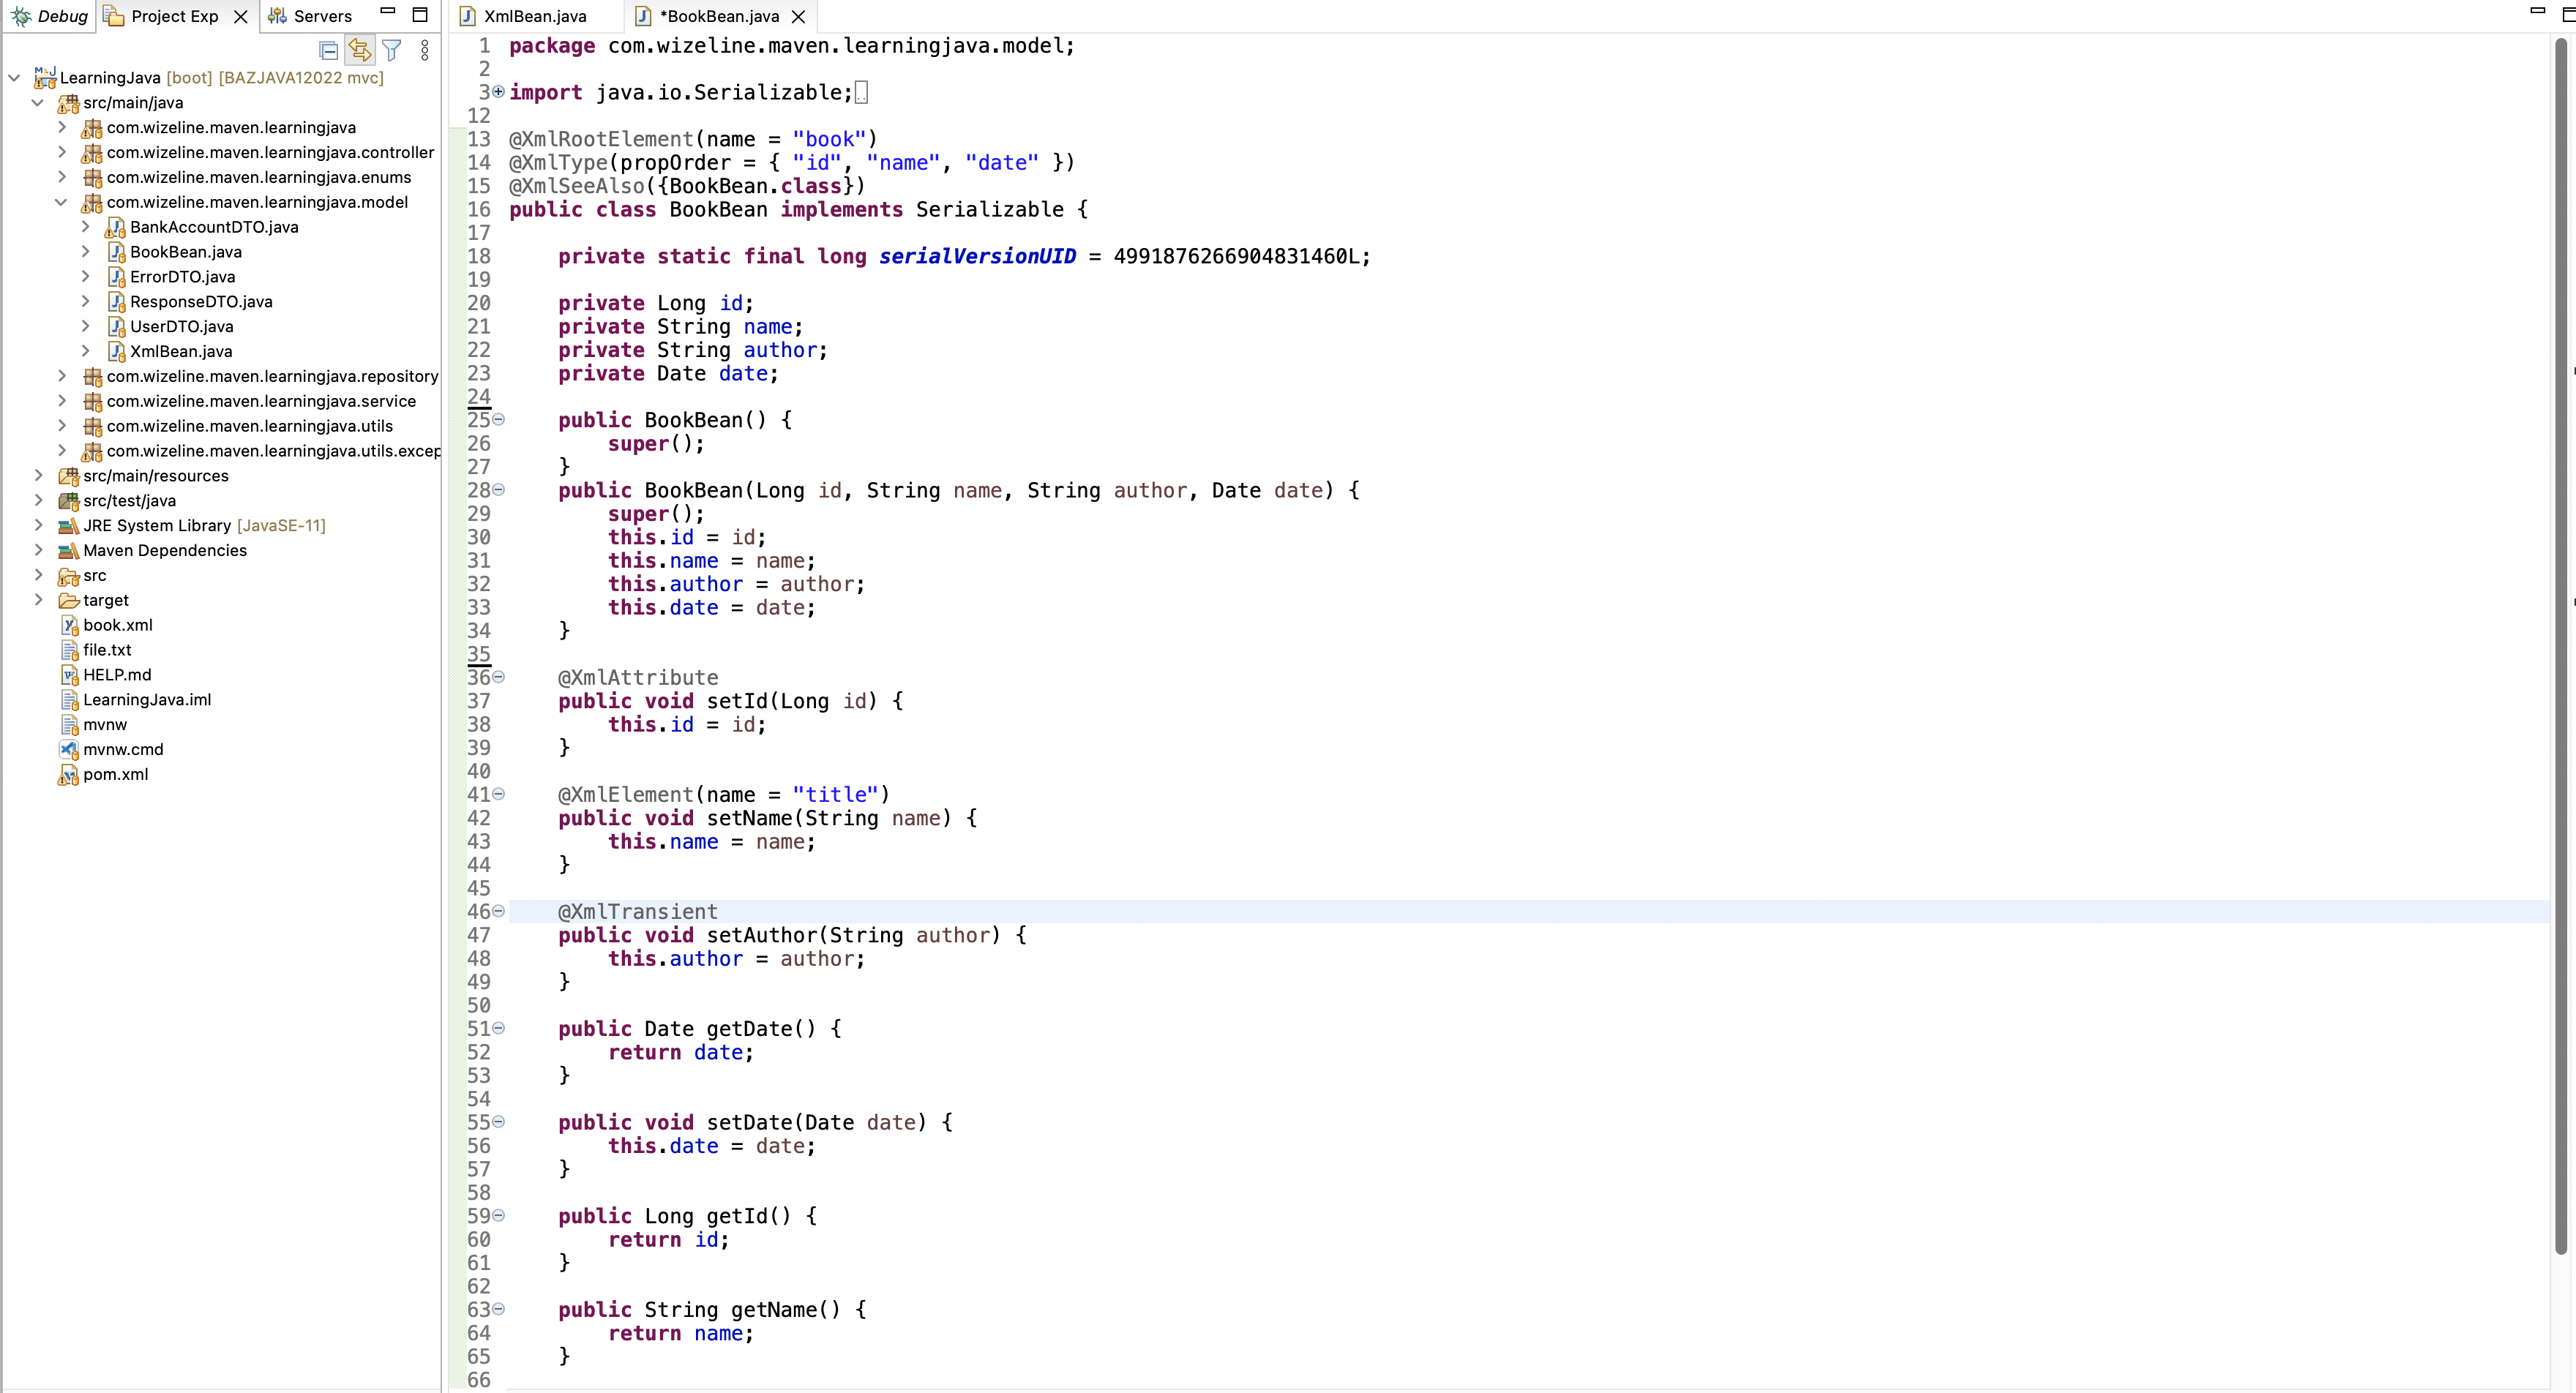 Debug Project Exp Servers
LearningJava [boot] [BAZJAVA12022 mvc]
src/main/java
com.wizeline.maven.learningjava
com.wizeline.maven.learningjava.controller
com.wizeline.maven.learningjava.enums
com.wizeline.maven.learningjava.model
BankAccountDTO.java
BookBean.java
ErrorDTO.java
ResponseDTO.java
UserDTO.java
XmlBean.java
com.wizeline.maven.learningjava.repository
com.wizeline.maven.learningjava.service
com.wizeline.maven.learningjava.utils
com.wizeline.maven.learningjava.utils.excep
src/main/resources
src/test/java
JRE System Library [JavaSE-11]
Maven Dependencies
src
target
book.xml
file.txt
HELP.md
LearningJava.iml
mvnw
mvnw.cmd
pom.xml
XmlBean.java *BookBean.java
1 package com.wizeline.maven.learningjava.model;
2
3 import java.io.Serializable;
12
13 @XmlRootElement(name = "book")
14 @XmlType(propOrder = { "id", "name", "date" })
15 @XmlSeeAlso({BookBean.class})
16 public class BookBean implements Serializable {
17
18 private static final long serialVersionUID = 4991876266904831460L;
19
20 private Long id;
21 private String name;
22 private String author;
23 private Date date;
24
25 public BookBean() {
26 super();
27 }
28 public BookBean(Long id, String name, String author, Date date) {
29 super();
30 this.id = id;
31 this.name = name;
32 this.author = author;
33 this.date = date;
34 }
35
36 @XmlAttribute
37 public void setId(Long id) {
38 this.id = id;
39 }
40
41 @XmlElement(name = "title")
42 public void setName(String name) {
43 this.name = name;
44 }
45
46 @XmlTransient
47 public void setAuthor(String author) {
48 this.author = author;
49 }
50
51 public Date getDate() {
52 return date;
53 }
54
55 public void setDate(Date date) {
56 this.date = date;
57 }
58
59 public Long getId() {
60 return id;
61 }
62
63 public String getName() {
64 return name;
65 }
66